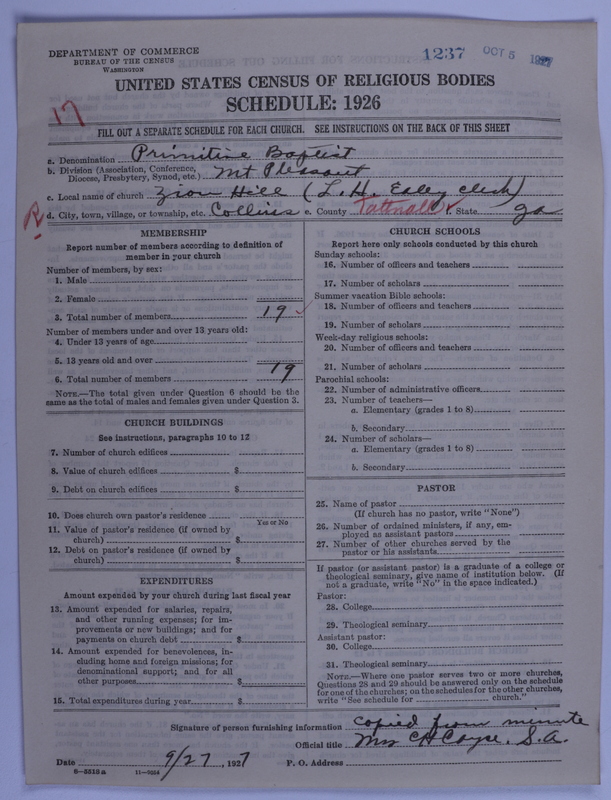 DEPARTMENT OF COMMERCE
BUREAU OF THE CENSUS
WASHINGTON
1237 OCT 5 1927
UNITED STATES CENSUS OF RELIGIOUS BODIES
SCHEDULE: 1926
17
FILL OUT A SEPARATE SCHEDULE FOR EACH CHURCH. SEE INSTRUCTIONS ON THE BACK OF THIS SHEET
a. Denomination Primitive Baptist
b. Division (Association, Conference, Diocese, Presbytery, Synod, etc.) Mt Pleasant
c. Local name of church Zion Hill (L. H. clerk)
R d. City, town, village, or township, etc. Collins e. County Tattnall f. State Ga
MEMBERSHIP
Report number of members according to definition of
member in your church
Number of members, by sex:
1. Male
2. Female
3. Total number of members 19 ✓
Number of members under and over 13 years old:
4. Under 13 years of age
5. 13 years old and over
6. Total number of members 19
NOTE.—The total given under Question 6 should be
same as the total of males and females given under Question 3.
CHURCH BUILDINGS
See instructions, paragraphs 10 to 12
7. Number of church edifices
8. Value of church edifices $
9. Debt on church edifices $
10. Does church own pastor's residence
Yes or No
11. Value of pastor's residence (if owned by
church) $
12. Debt on pastor's residence (if owned by
church) $
EXPENDITURES
Amount expended by your church during last fiscal year
13. Amount expended for salaries, repairs,
and other running expenses; for im-
provements or new buildings; and for
payments on church debt $
14. Amount expended for benevolences, in-
cluding home and foreign missions; for
denominational support; and for all
other purposes $
15. Total expenditures during year $
CHURCH SCHOOLS
Report here only schools conducted by this church
Sunday schools:
16. Number of officers and teachers
17. Number of scholars
Summer vacation Bible schools:
18. Number of officers and teachers
19. Number of scholars
Week-day religious schools:
20. Number of officers and teachers
21. Number of scholars
Parochial schools:
22. Number of administrative officers
23. Number of teachers—
a. Elementary (grades 1 to 8)
b. Secondary
24. Number of scholars—
a. Elementary (grades 1 to 8)
b. Secondary
PASTOR
25. Name of pastor
(If church has no pastor, write "None")
26. Number of ordained ministers, if any, em-
ployed as assistant pastors
27. Number of other churches served by the
pastor or his assistants
If pastor (or assistant pastor) is a graduate of a college or
theological seminary, give name of institution below. (If
not a graduate, write "No" in the space indicated.)
Pastor:
28. College
29. Theological seminary
Assistant pastor:
30. College
31. Theological seminary
NOTE.—Where one pastor serves two or more churches,
Questions 28 and 29 should be answered only on the schedule
for one of the churches; on the schedules for the other churches,
write "See schedule for church."
Signature of person furnishing information Copied from minute
Official title Mrs C H S. A.
Date 9/27, 1927 P. O. Address
8-5513a 11-9054